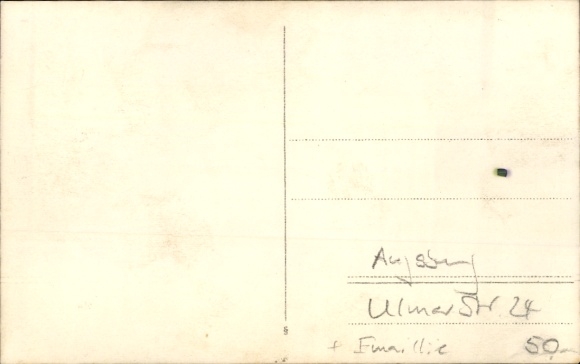 Augsburg
Ulmer Str. 24
+ Emaillie 50,-